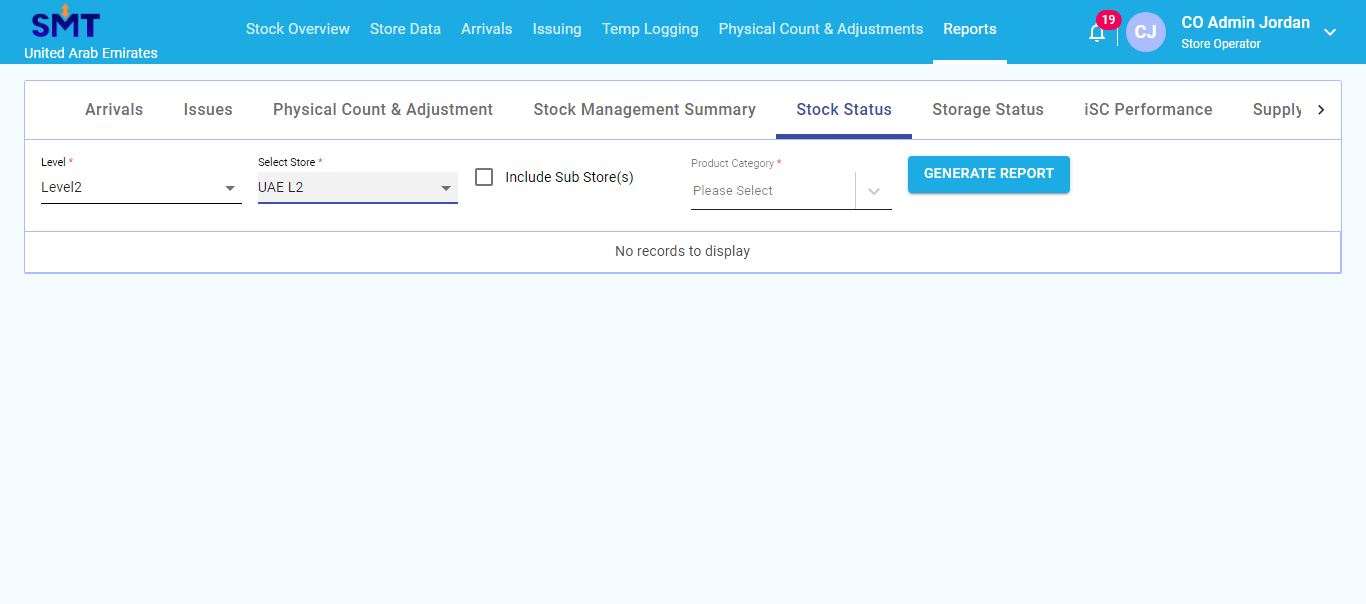 SMT
United Arab Emirates
Stock Overview Store Data Arrivals Issuing Temp Logging Physical Count & Adjustments Reports
19
CJ
CO Admin Jordan
Store Operator
Arrivals Issues Physical Count & Adjustment Stock Management Summary Stock Status Storage Status iSC Performance Supply
Level * Select Store * Product Category *
Level2 UAE L2 Include Sub Store(s) Please Select GENERATE REPORT
No records to display